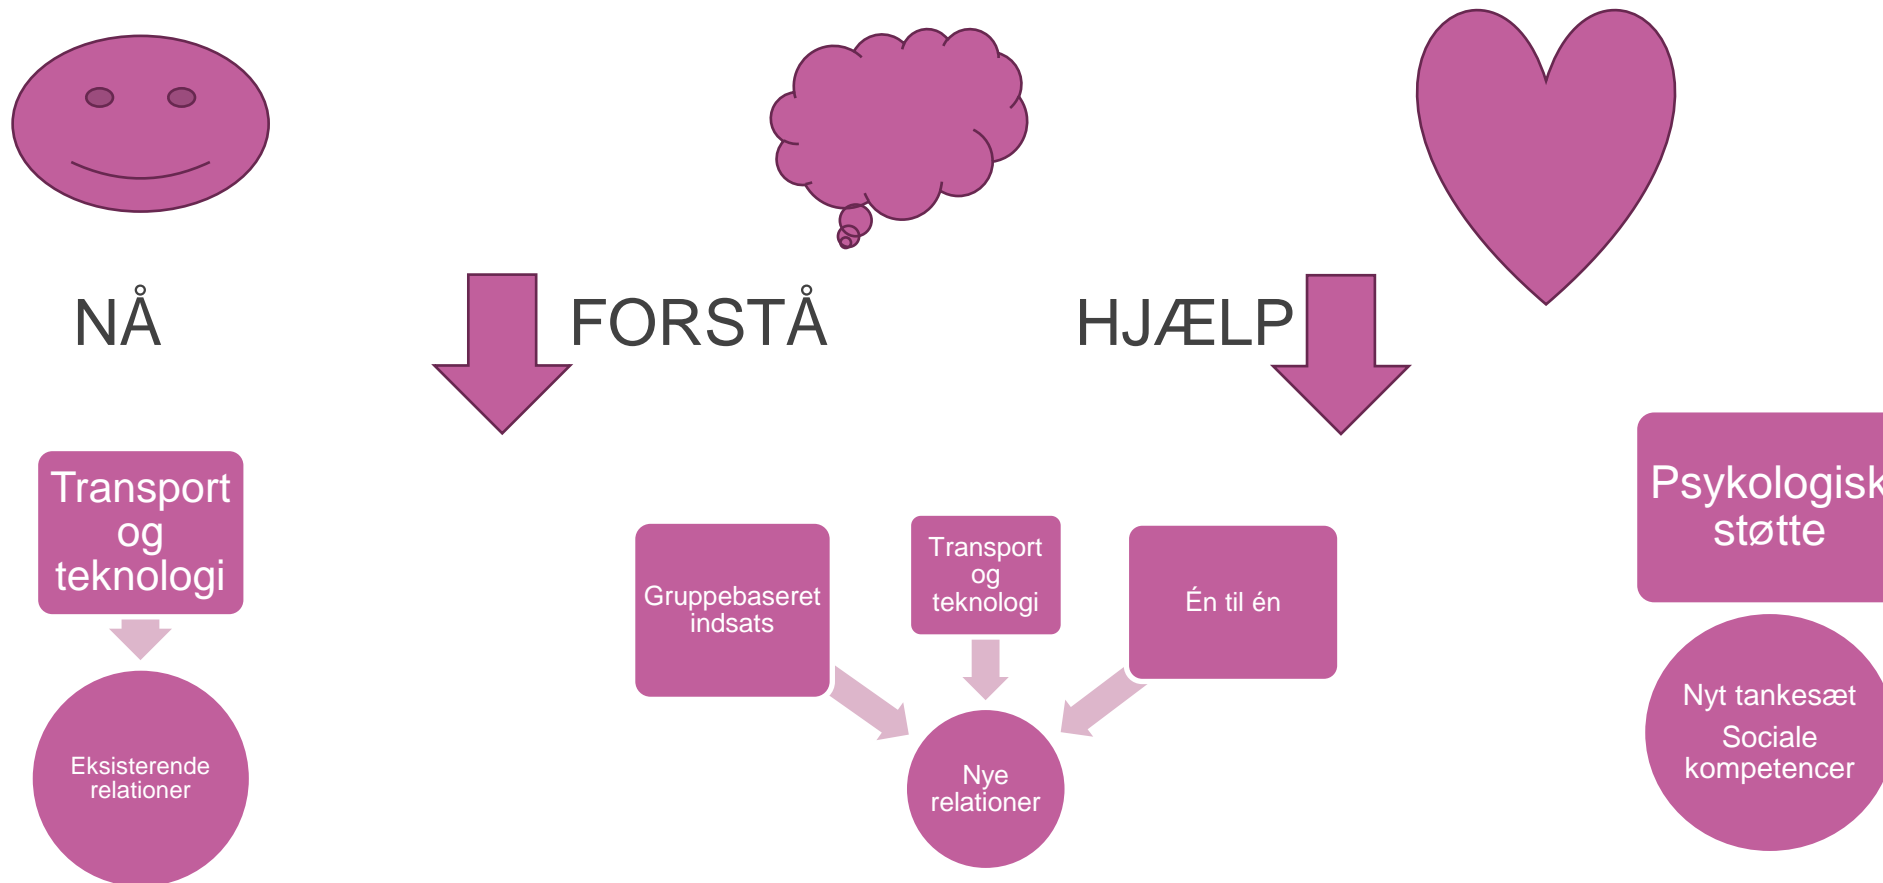 NÅ
FORSTÅ
HJÆLP
Transport
og
teknologi
Eksisterende
relationer
Gruppebaseret
indsats
Transport
og
teknologi
Én til én
Nye
relationer
Psykologisk
støtte
Nyt tankesæt
Sociale
kompetencer